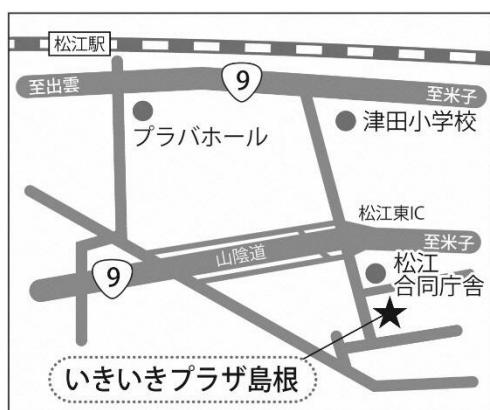 松江駅
至出雲
9
至米子
プラバホール
津田小学校
松江東IC
山陰道
至米子
9
松江
合同庁舎
いきいきプラザ島根